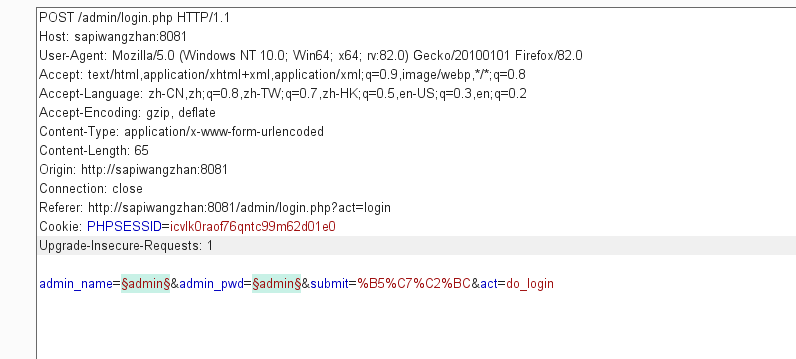 POST /admin/login.php HTTP/1.1
Host: sapiwangzhan:8081
User-Agent: Mozilla/5.0 (Windows NT 10.0; Win64; x64; rv:82.0) Gecko/20100101 Firefox/82.0
Accept: text/html,application/xhtml+xml,application/xml;q=0.9,image/webp,*/*;q=0.8
Accept-Language: zh-CN,zh;q=0.8,zh-TW;q=0.7,zh-HK;q=0.5,en-US;q=0.3,en;q=0.2
Accept-Encoding: gzip, deflate
Content-Type: application/x-www-form-urlencoded
Content-Length: 65
Origin: http://sapiwangzhan:8081
Connection: close
Referer: http://sapiwangzhan:8081/admin/login.php?act=login
Cookie: PHPSESSID=icvlk0raof76qntc99m62d01e0
Upgrade-Insecure-Requests: 1
admin_name=§admin§&admin_pwd=§admin§&submit=%B5%C7%C2%BC&act=do_login